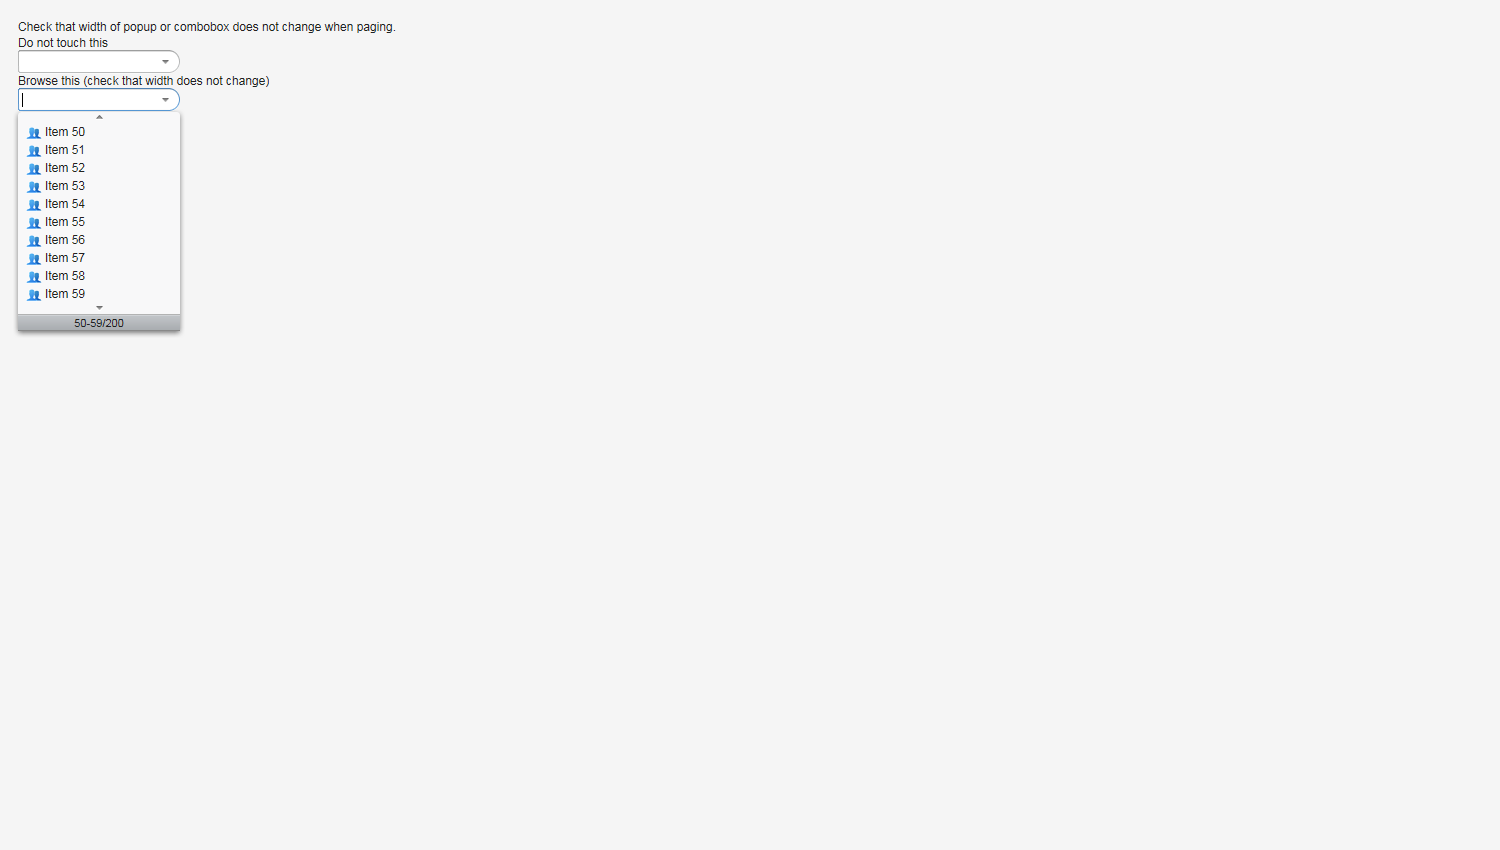 Check that width of popup or combobox does not change when paging.
Do not touch this
Browse this (check that width does not change)
Item 50
Item 51
Item 52
Item 53
Item 54
Item 55
Item 56
Item 57
Item 58
Item 59
50-59/200